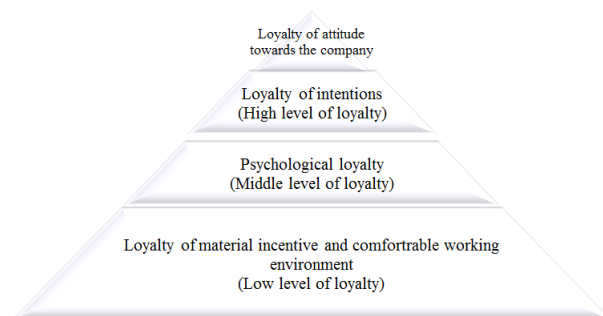 Loyalty of attitude
towards the company
Loyalty of intentions
(High level of loyalty)
Psychological loyalty
(Middle level of loyalty)
Loyalty of material incentive and comfortrable working
environment
(Low level of loyalty)